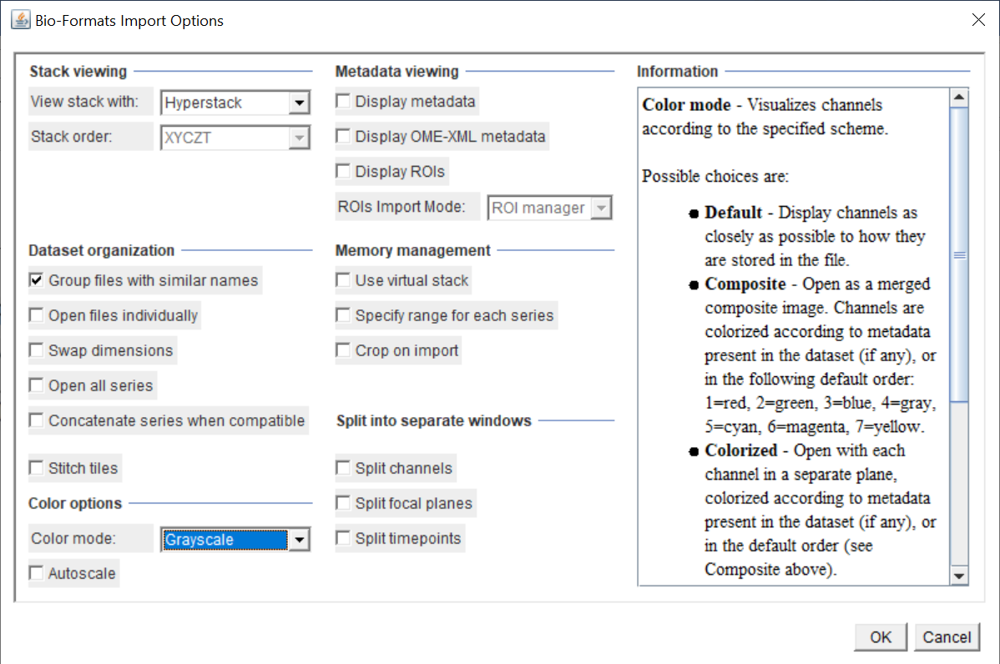 Bio-Formats Import Options
Stack viewing
View stack with: Hyperstack
Stack order: XYCZT
Metadata viewing
Display metadata
Display OME-XML metadata
Display ROIs
ROIs Import Mode: ROI manager
Dataset organization
Group files with similar names
Open files individually
Swap dimensions
Open all series
Concatenate series when compatible
Stitch tiles
Memory management
Use virtual stack
Specify range for each series
Crop on import
Color options
Color mode: Grayscale
Autoscale
Split into separate windows
Split channels
Split focal planes
Split timepoints
Information
Color mode - Visualizes channels
according to the specified scheme.
Possible choices are:
Default - Display channels as
closely as possible to how they
are stored in the file.
Composite - Open as a merged
composite image. Channels are
colorized according to metadata
present in the dataset (if any), or
in the following default order:
1=red, 2=green, 3=blue, 4=gray,
5=cyan, 6=magenta, 7=yellow.
Colorized - Open with each
channel in a separate plane,
colorized according to metadata
present in the dataset (if any), or
in the default order (see
Composite above).
OK
Cancel